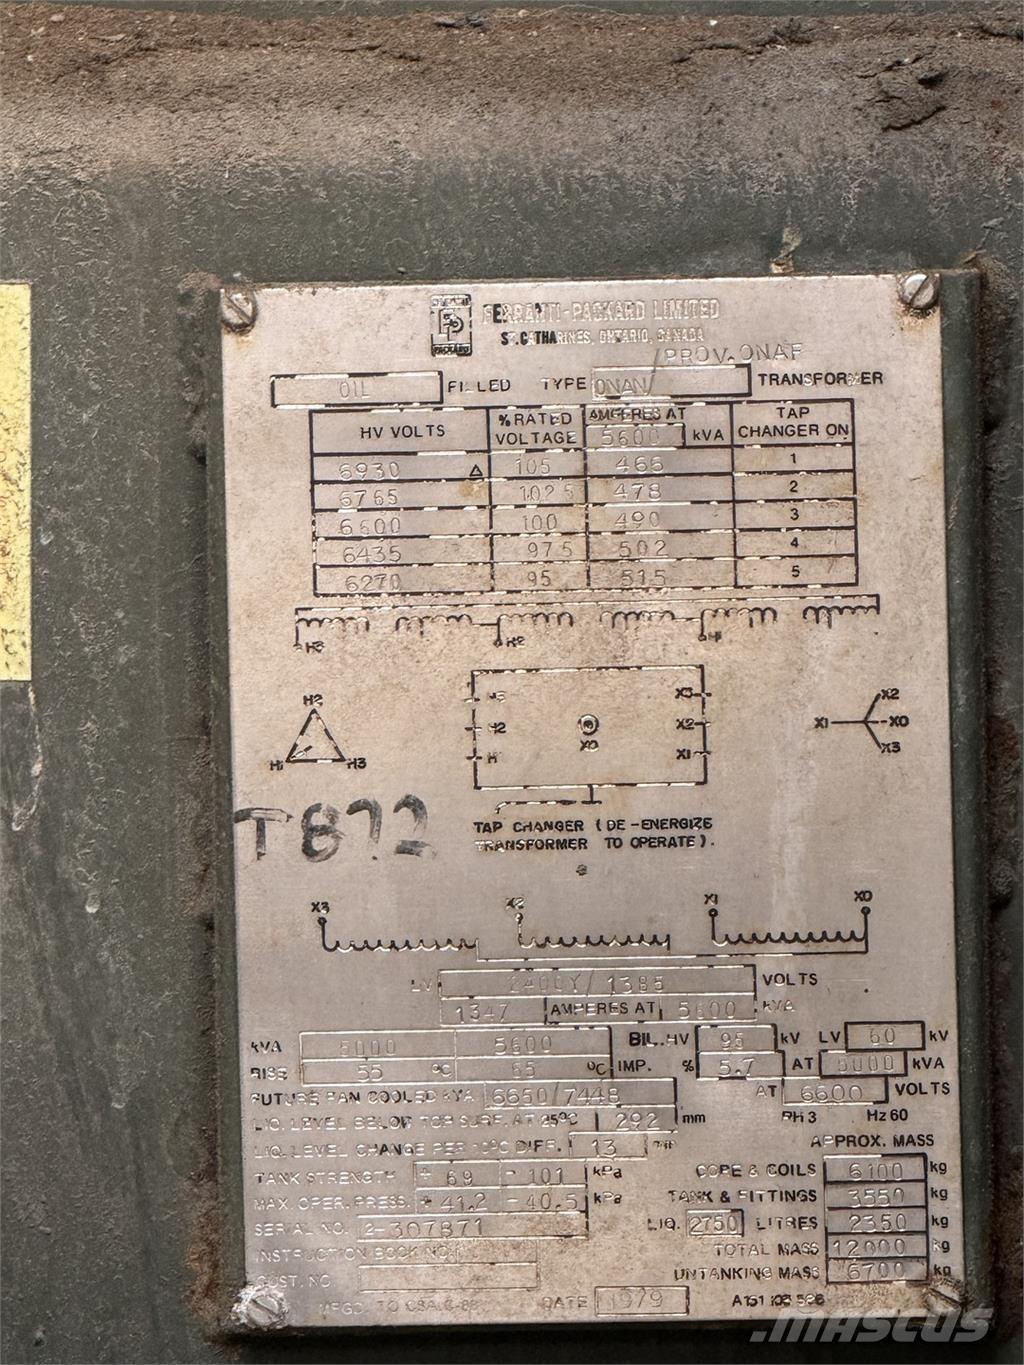 FP
PACKARD
FERRANTI-PACKARD LIMITED
ST. CATHARINES, ONTARIO, CANADA
/PROV. ONAF
OIL FILLED TYPE ONAN/ TRANSFORMER
HV VOLTS % RATED VOLTAGE AMPERES AT 5600 kVA TAP CHANGER ON
6930 Δ 105 466 1
6765 102.5 478 2
6600 100 490 3
6435 97.5 502 4
6270 95 515 5
H3 H2 H1
H2 H3 X3 X2
H2 X0 X2 X1 X0
H1 H3 H1 X1 X3
T872
TAP CHANGER (DE-ENERGIZE
TRANSFORMER TO OPERATE).
X3 X2 X1 X0
LV 2400Y/1385 VOLTS
1347 AMPERES AT 5600 kVA
kVA 5000 5600 BIL. HV 95 kV LV 60 kV
RISE 55 °C 65 °C IMP. % 5.7 AT 5000 kVA
FUTURE FAN COOLED kVA 6650/7448 AT 6600 VOLTS
LIQ. LEVEL BELOW TOP SURF. AT 25°C 292 mm PH 3 Hz 60
LIQ. LEVEL CHANGE PER 10°C DIFF. 13 mm APPROX. MASS
TANK STRENGTH + 69 - 101 kPa CORE & COILS 6100 kg
MAX. OPER. PRESS. + 41.2 - 40.5 kPa TANK & FITTINGS 3550 kg
SERIAL NO. 2-307871 LIQ. 2750 LITRES 2350 kg
INSTRUCTION BOOK NO. TOTAL MASS 12000 kg
CUST. NO. UNTANKING MASS 6700 kg
MFGD. TO CSA DATE 1979
MASCUS